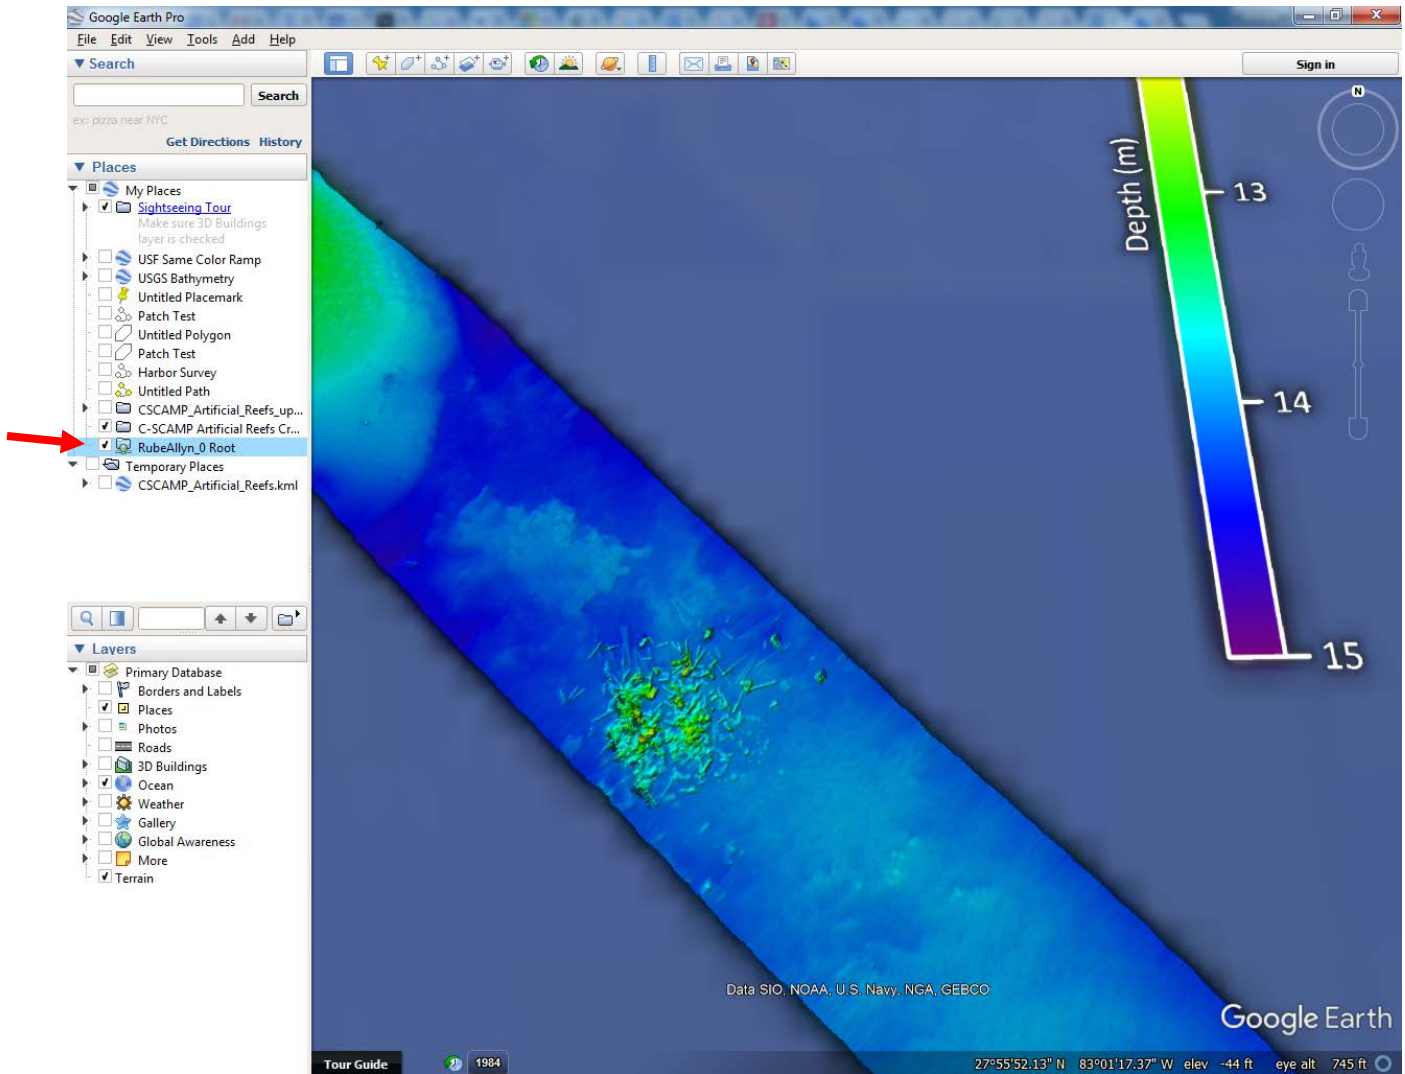 Google Earth Pro
File Edit View Tools Add Help
Search
Search
ex: pizza near NYC
Get Directions History
Places
My Places
Sightseeing Tour
Make sure 3D Buildings
layer is checked
USF Same Color Ramp
USGS Bathymetry
Untitled Placemark
Patch Test
Untitled Polygon
Patch Test
Harbor Survey
Untitled Path
CSCAMP_Artificial_Reefs_up...
C-SCAMP Artificial Reefs Cr...
RubeAllyn_0 Root
Temporary Places
CSCAMP_Artificial_Reefs.kml
Layers
Primary Database
Borders and Labels
Places
Photos
Roads
3D Buildings
Ocean
Weather
Gallery
Global Awareness
More
Terrain
Sign in
N
Depth (m)
13
14
15
Data SIO, NOAA, U.S. Navy, NGA, GEBCO
Google Earth
Tour Guide
1984
27°55'52.13" N 83°01'17.37" W elev -44 ft eye alt 745 ft